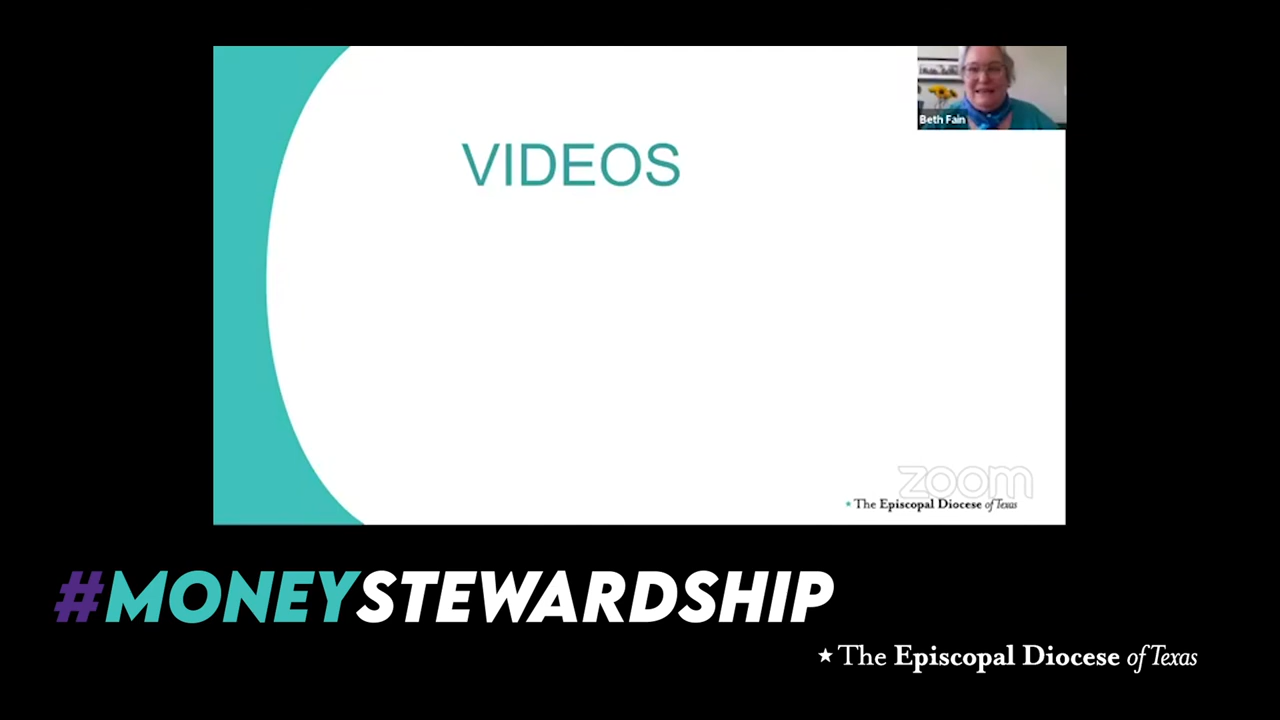 Beth Fain
VIDEOS
zoom
The Episcopal Diocese of Texas
#MONEYSTEWARDSHIP
The Episcopal Diocese of Texas